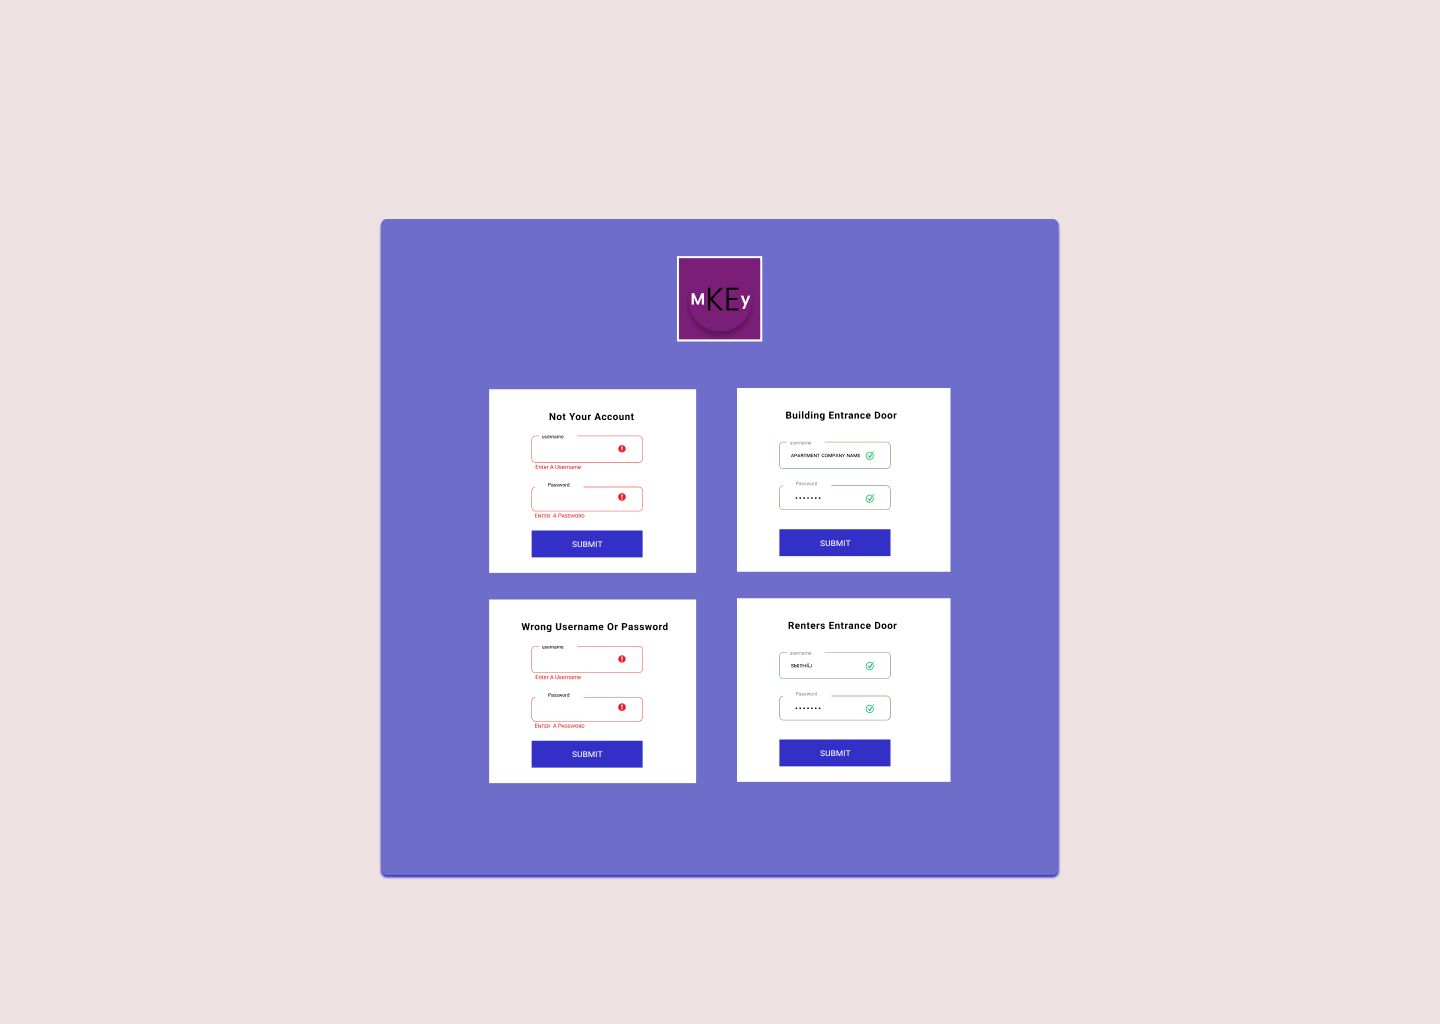 MKEy
Not Your Account
username
Enter A Username
Password
Enter A Password
SUBMIT
Building Entrance Door
username
APARTMENT COMPANY NAME
Password
•••••••
SUBMIT
Wrong Username Or Password
username
Enter A Username
Password
Enter A Password
SUBMIT
Renters Entrance Door
username
Password
•••••••
SUBMIT